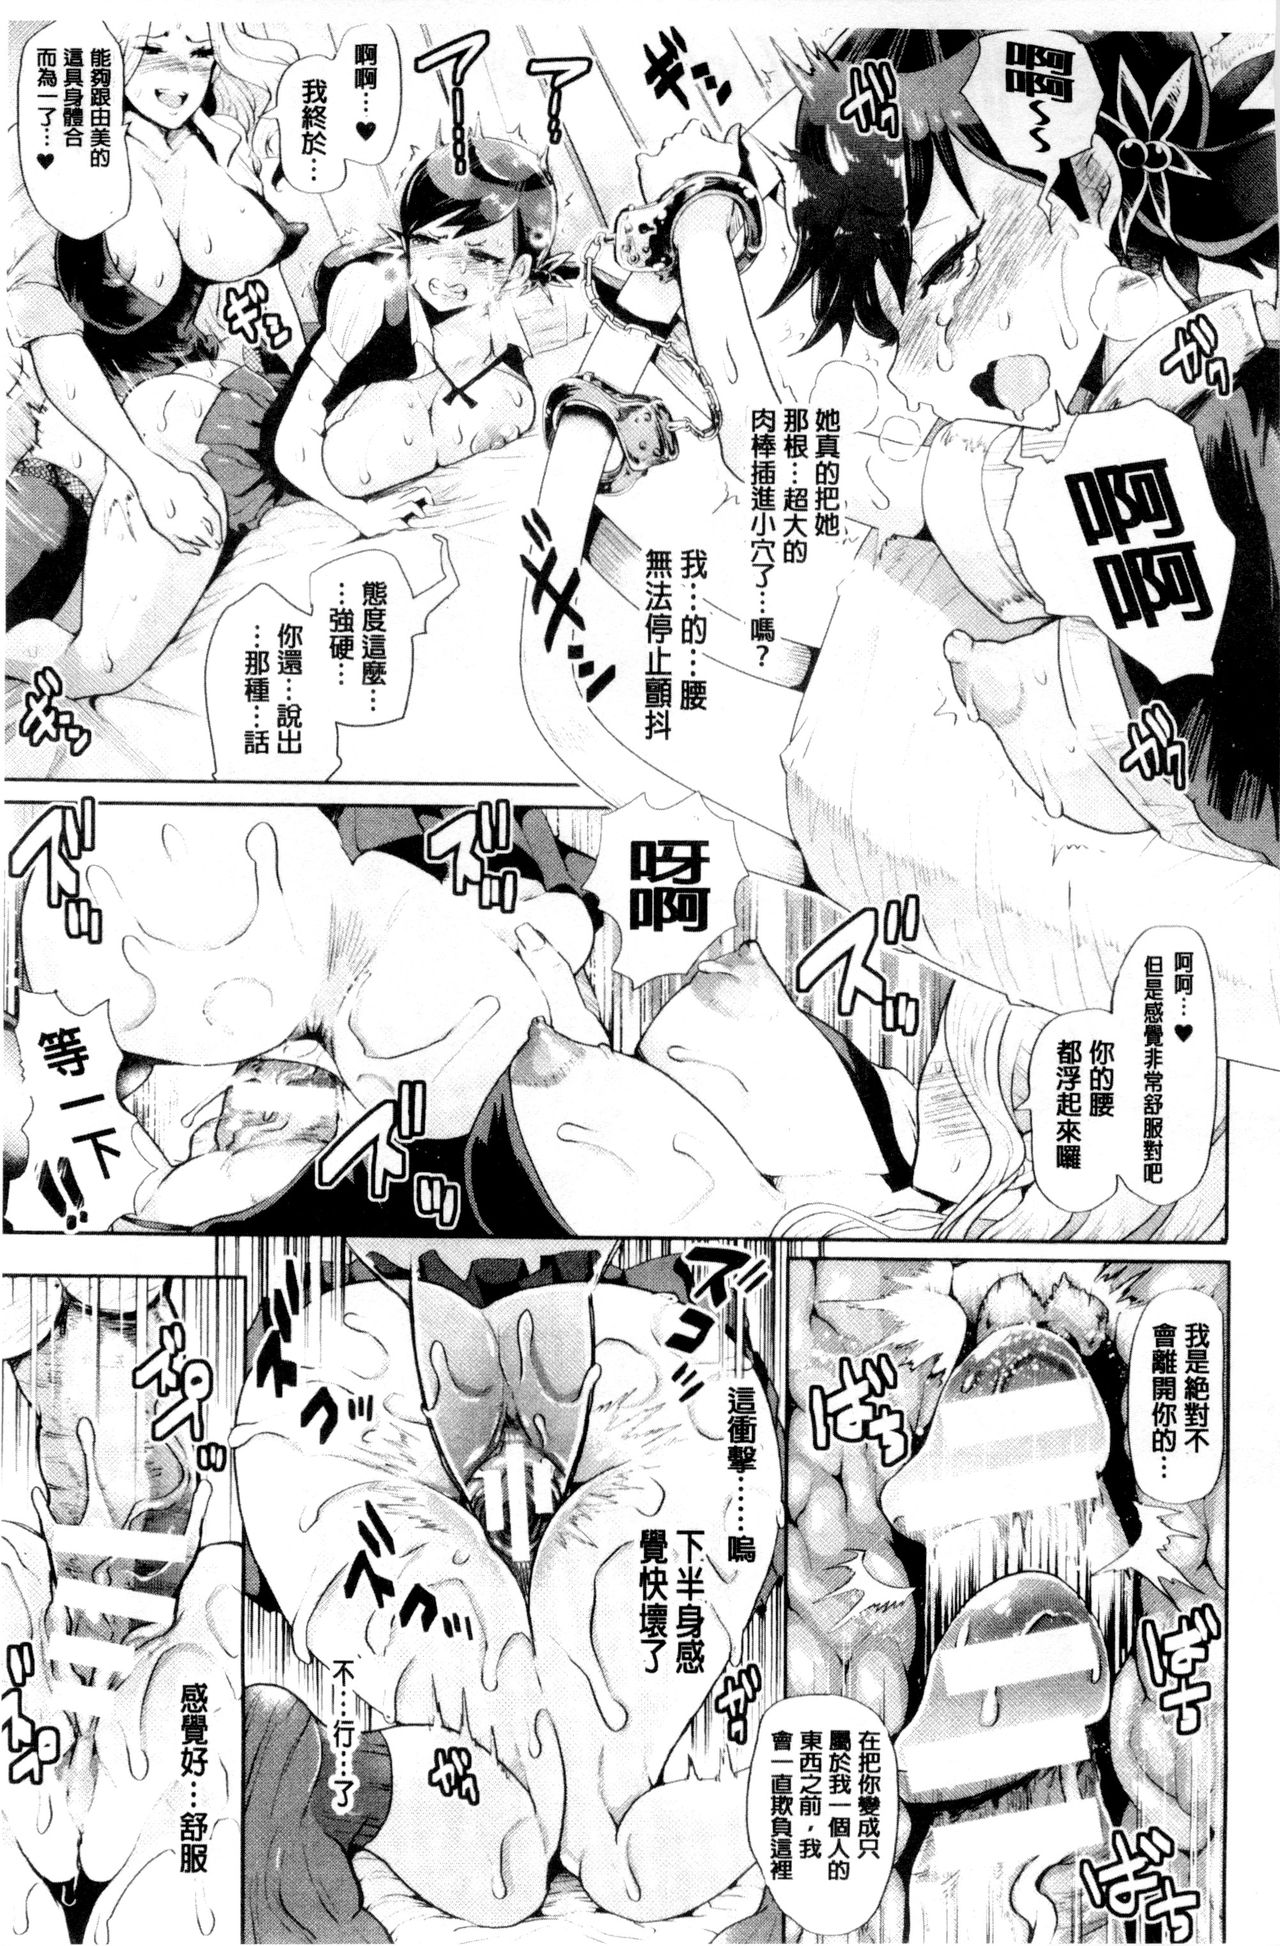 啊啊~~
啊啊
她真的把她
那根…超大的
肉棒插進小穴了…嗎？
我…的…腰
無法停止顫抖
啊啊…♥
我終於…
能夠跟由美的
這具身體合
而為一了…♥
態度這麼…
…強硬…
你還…說出
…那種…話
呵呵…♥
但是感覺非常舒服對吧
你的腰
都浮起來囉
呀啊
等一下!!
我是絕對不
會離開你的…
在把你變成只
屬於我一個人的
東西之前，我
會一直欺負這裡
這衝擊……嗚
下半身感
覺快壞了
不…行…了
感覺好…舒服